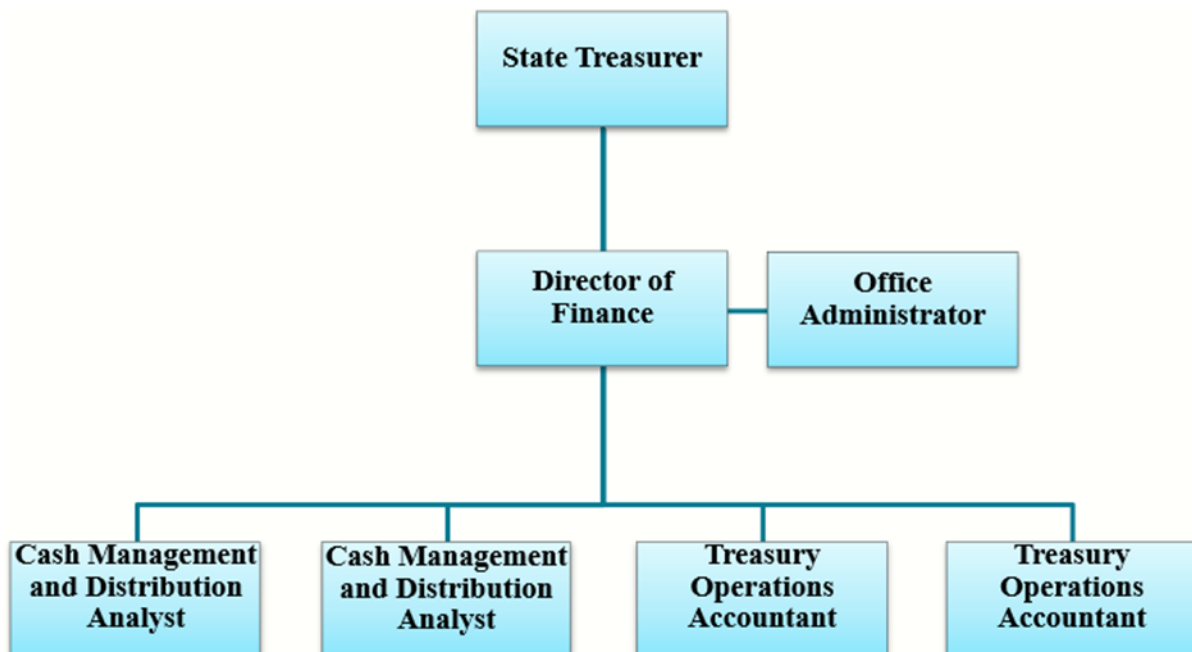 State Treasurer
Director of
Finance
Office
Administrator
Cash Management
and Distribution
Analyst
Cash Management
and Distribution
Analyst
Treasury
Operations
Accountant
Treasury
Operations
Accountant